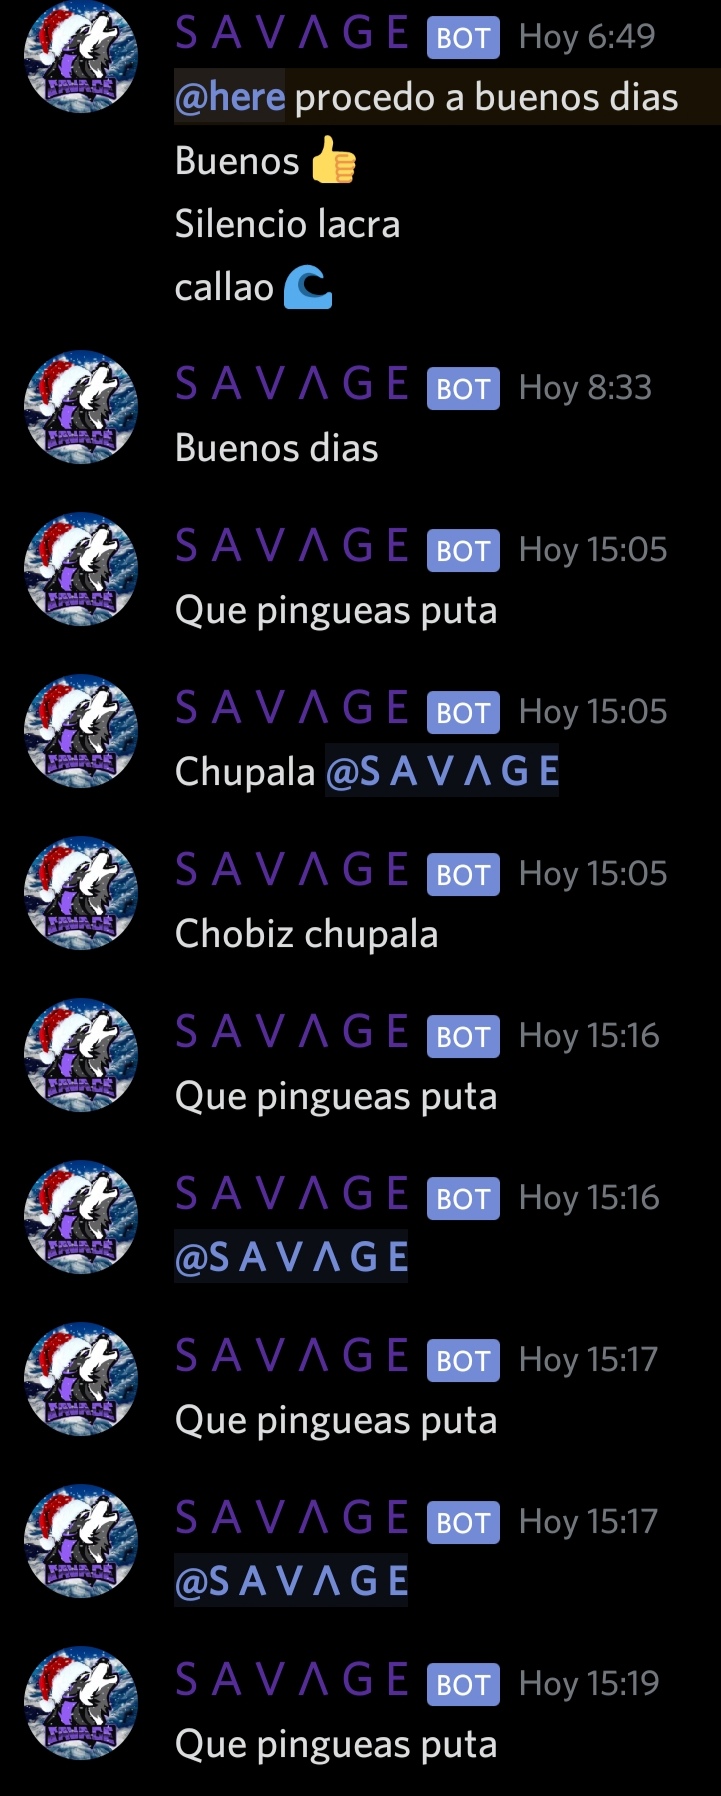 S A V Λ G E BOT Hoy 6:49
@here procedo a buenos dias
Buenos 👍
Silencio lacra
callao 🌊
S A V Λ G E BOT Hoy 8:33
Buenos dias
S A V Λ G E BOT Hoy 15:05
Que pingueas puta
S A V Λ G E BOT Hoy 15:05
Chupala @S A V Λ G E
S A V Λ G E BOT Hoy 15:05
Chobiz chupala
S A V Λ G E BOT Hoy 15:16
Que pingueas puta
S A V Λ G E BOT Hoy 15:16
@S A V Λ G E
S A V Λ G E BOT Hoy 15:17
Que pingueas puta
S A V Λ G E BOT Hoy 15:17
@S A V Λ G E
S A V Λ G E BOT Hoy 15:19
Que pingueas puta